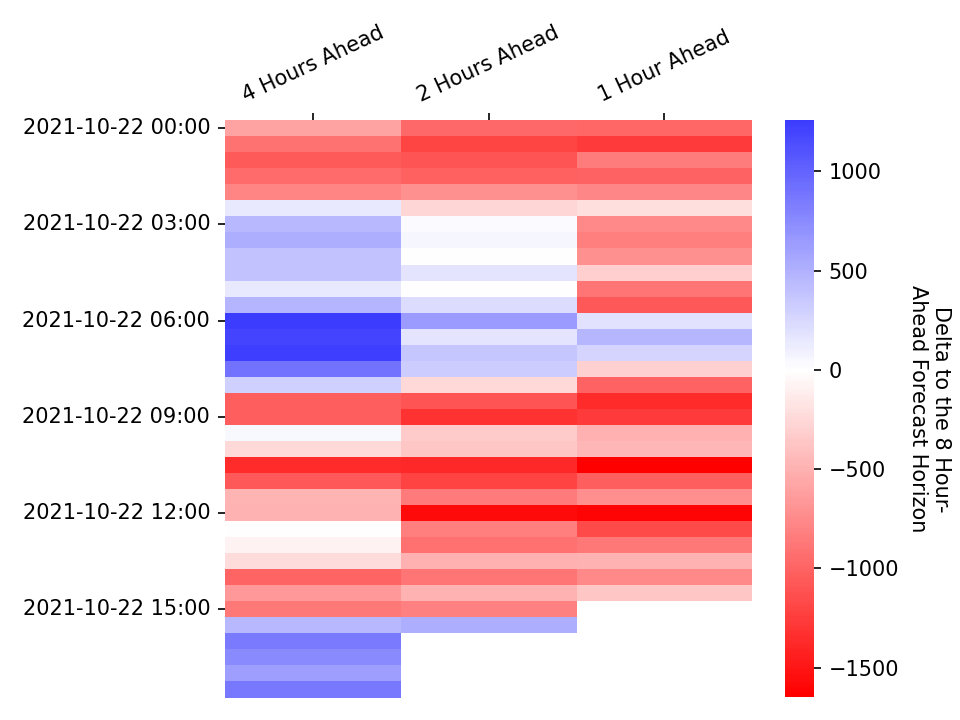 4 Hours Ahead
2 Hours Ahead
1 Hour Ahead
2021-10-22 00:00
2021-10-22 03:00
2021-10-22 06:00
2021-10-22 09:00
2021-10-22 12:00
2021-10-22 15:00
1000
500
0
−500
−1000
−1500
Delta to the 8 Hour-
Ahead Forecast Horizon